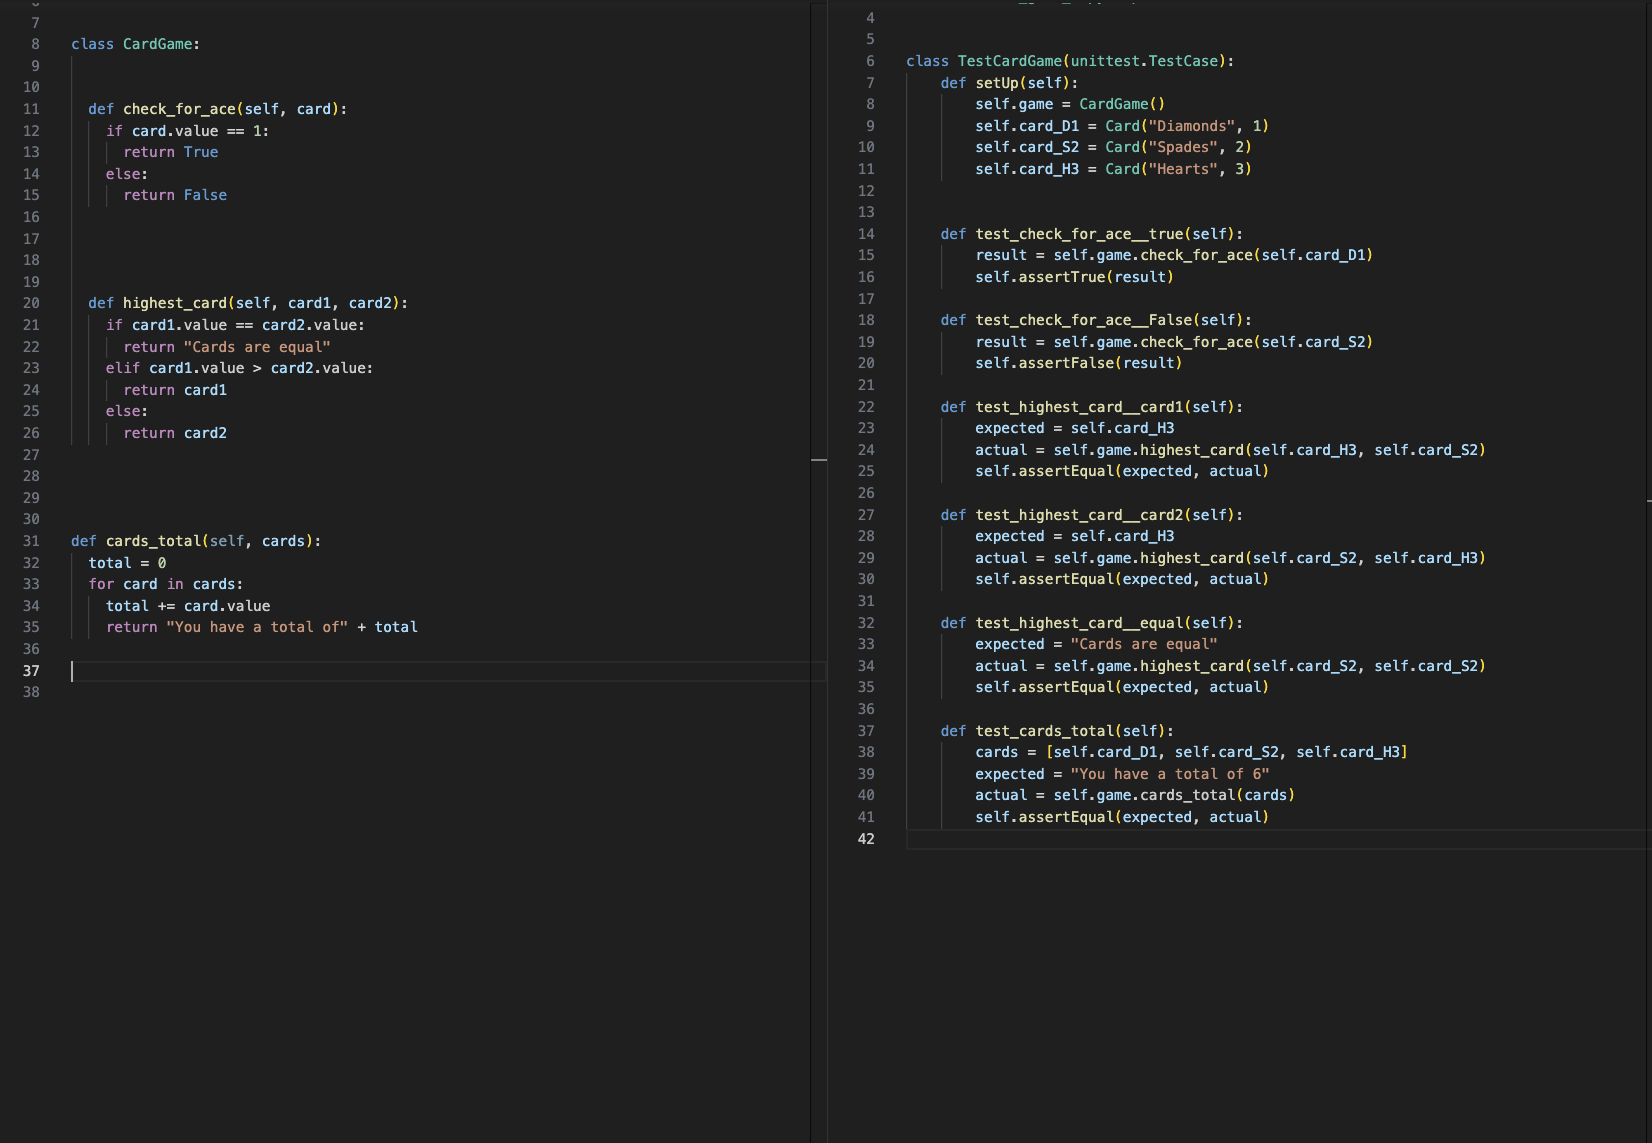 7
8 class CardGame:
9
10
11 def check_for_ace(self, card):
12 if card.value == 1:
13 return True
14 else:
15 return False
16
17
18
19
20 def highest_card(self, card1, card2):
21 if card1.value == card2.value:
22 return "Cards are equal"
23 elif card1.value > card2.value:
24 return card1
25 else:
26 return card2
27
28
29
30
31 def cards_total(self, cards):
32 total = 0
33 for card in cards:
34 total += card.value
35 return "You have a total of" + total
36
37
38
4
5
6 class TestCardGame(unittest.TestCase):
7 def setUp(self):
8 self.game = CardGame()
9 self.card_D1 = Card("Diamonds", 1)
10 self.card_S2 = Card("Spades", 2)
11 self.card_H3 = Card("Hearts", 3)
12
13
14 def test_check_for_ace__true(self):
15 result = self.game.check_for_ace(self.card_D1)
16 self.assertTrue(result)
17
18 def test_check_for_ace__False(self):
19 result = self.game.check_for_ace(self.card_S2)
20 self.assertFalse(result)
21
22 def test_highest_card__card1(self):
23 expected = self.card_H3
24 actual = self.game.highest_card(self.card_H3, self.card_S2)
25 self.assertEqual(expected, actual)
26
27 def test_highest_card__card2(self):
28 expected = self.card_H3
29 actual = self.game.highest_card(self.card_S2, self.card_H3)
30 self.assertEqual(expected, actual)
31
32 def test_highest_card__equal(self):
33 expected = "Cards are equal"
34 actual = self.game.highest_card(self.card_S2, self.card_S2)
35 self.assertEqual(expected, actual)
36
37 def test_cards_total(self):
38 cards = [self.card_D1, self.card_S2, self.card_H3]
39 expected = "You have a total of 6"
40 actual = self.game.cards_total(cards)
41 self.assertEqual(expected, actual)
42